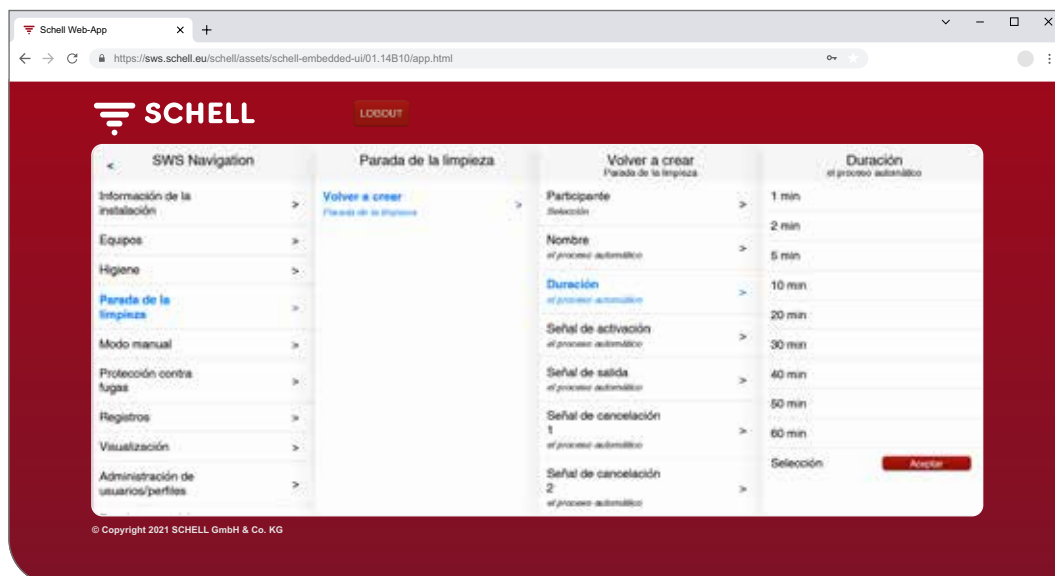 Schell Web-App
https://sws.schell.eu/schell/assets/schell-embedded-ui/01.14B10/app.html
SCHELL
LOGOUT
< SWS Navigation
Información de la
instalación >
Equipos >
Higiene >
Parada de la
limpieza >
Modo manual >
Protección contra
fugas >
Registros >
Visualización >
Administración de
usuarios/perfiles >
Parada de la limpieza
Volver a crear >
Parada de la limpieza
Volver a crear
Parada de la limpieza
Participante >
Selección
Nombre >
el proceso automático
Duración >
el proceso automático
Señal de activación >
el proceso automático
Señal de salida >
el proceso automático
Señal de cancelación
1 >
el proceso automático
Señal de cancelación
2 >
el proceso automático
Duración
el proceso automático
1 min
2 min
5 min
10 min
20 min
30 min
40 min
50 min
60 min
Selección Aceptar
© Copyright 2021 SCHELL GmbH & Co. KG